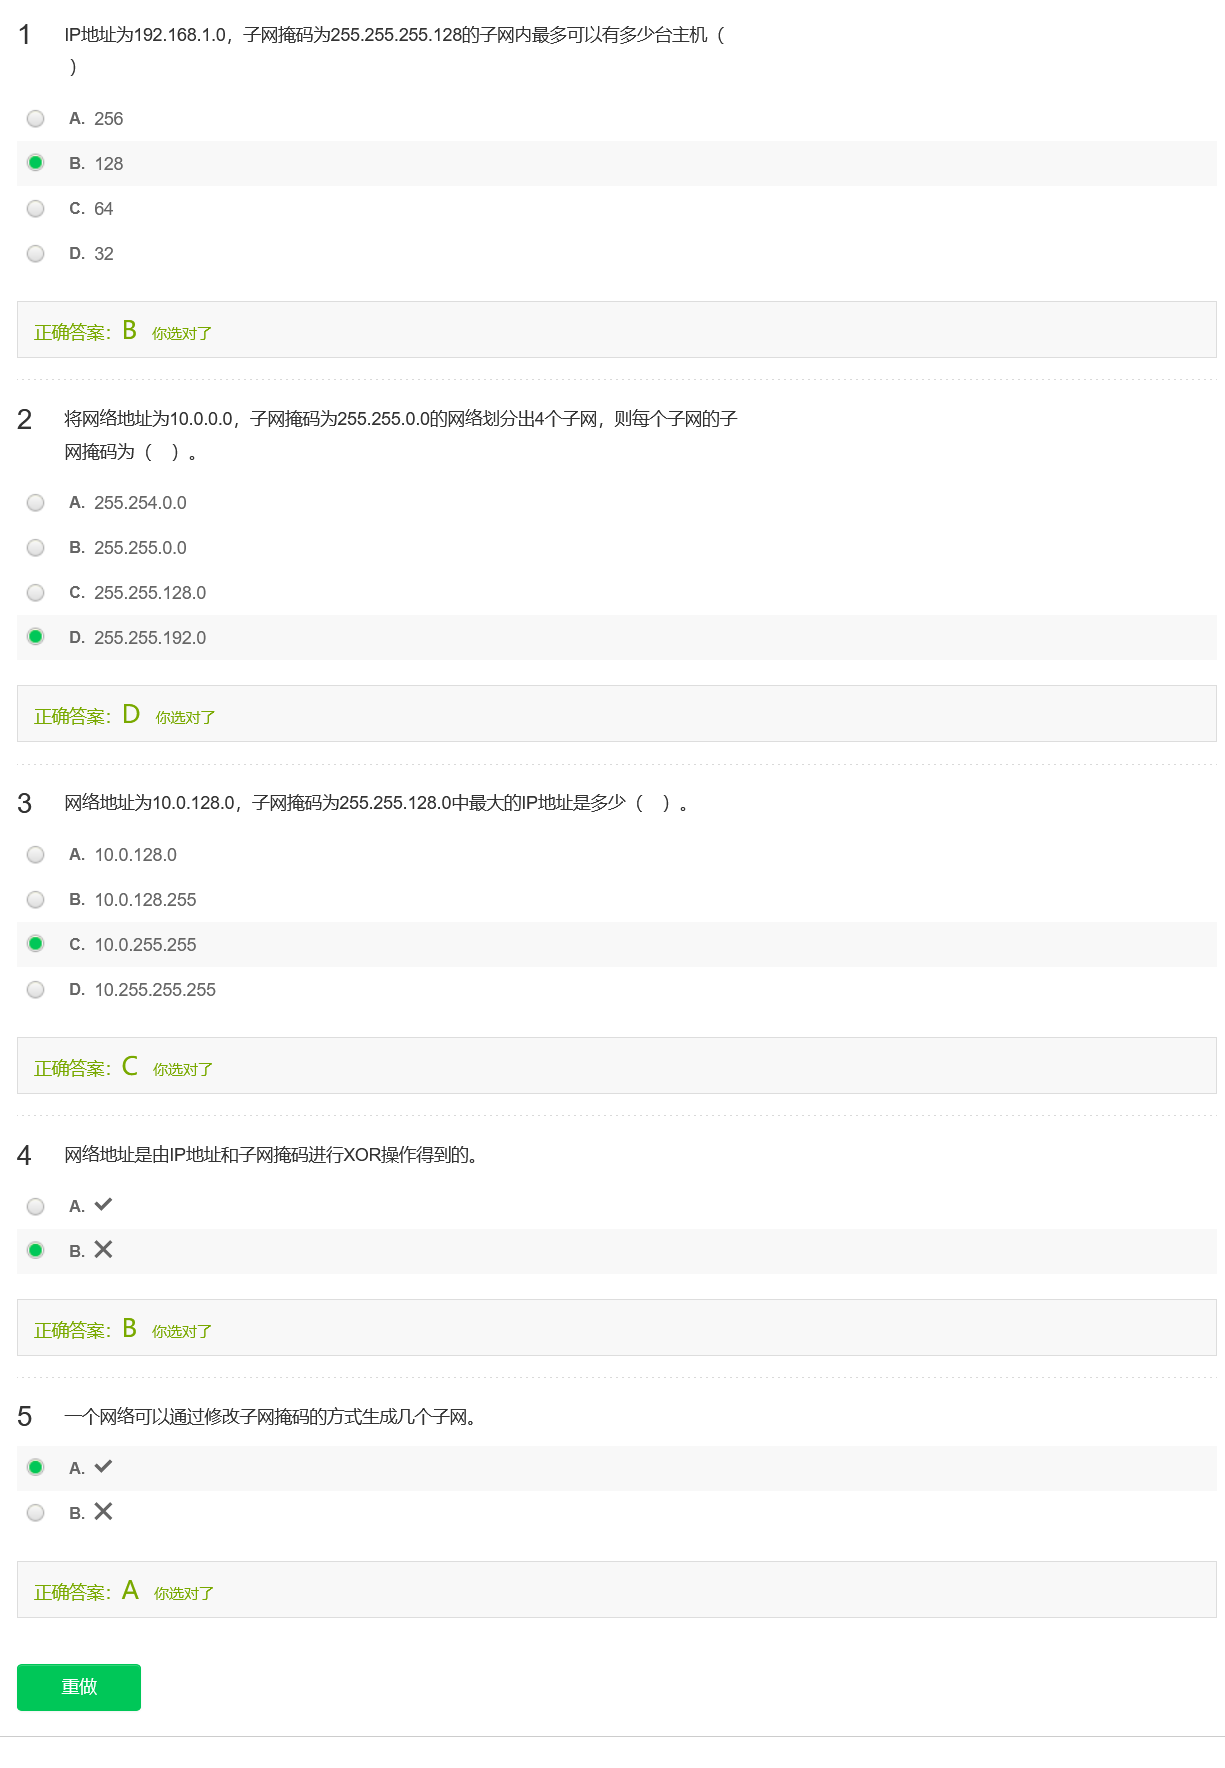 1 IP地址为192.168.1.0，子网掩码为255.255.255.128的子网内最多可以有多少台主机（
）
A. 256
B. 128
C. 64
D. 32
正确答案：B 你选对了
2 将网络地址为10.0.0.0，子网掩码为255.255.0.0的网络划分出4个子网，则每个子网的子
网掩码为（ ）。
A. 255.254.0.0
B. 255.255.0.0
C. 255.255.128.0
D. 255.255.192.0
正确答案：D 你选对了
3 网络地址为10.0.128.0，子网掩码为255.255.128.0中最大的IP地址是多少（ ）。
A. 10.0.128.0
B. 10.0.128.255
C. 10.0.255.255
D. 10.255.255.255
正确答案：C 你选对了
4 网络地址是由IP地址和子网掩码进行XOR操作得到的。
A. ✓
B. ✕
正确答案：B 你选对了
5 一个网络可以通过修改子网掩码的方式生成几个子网。
A. ✓
B. ✕
正确答案：A 你选对了
重做